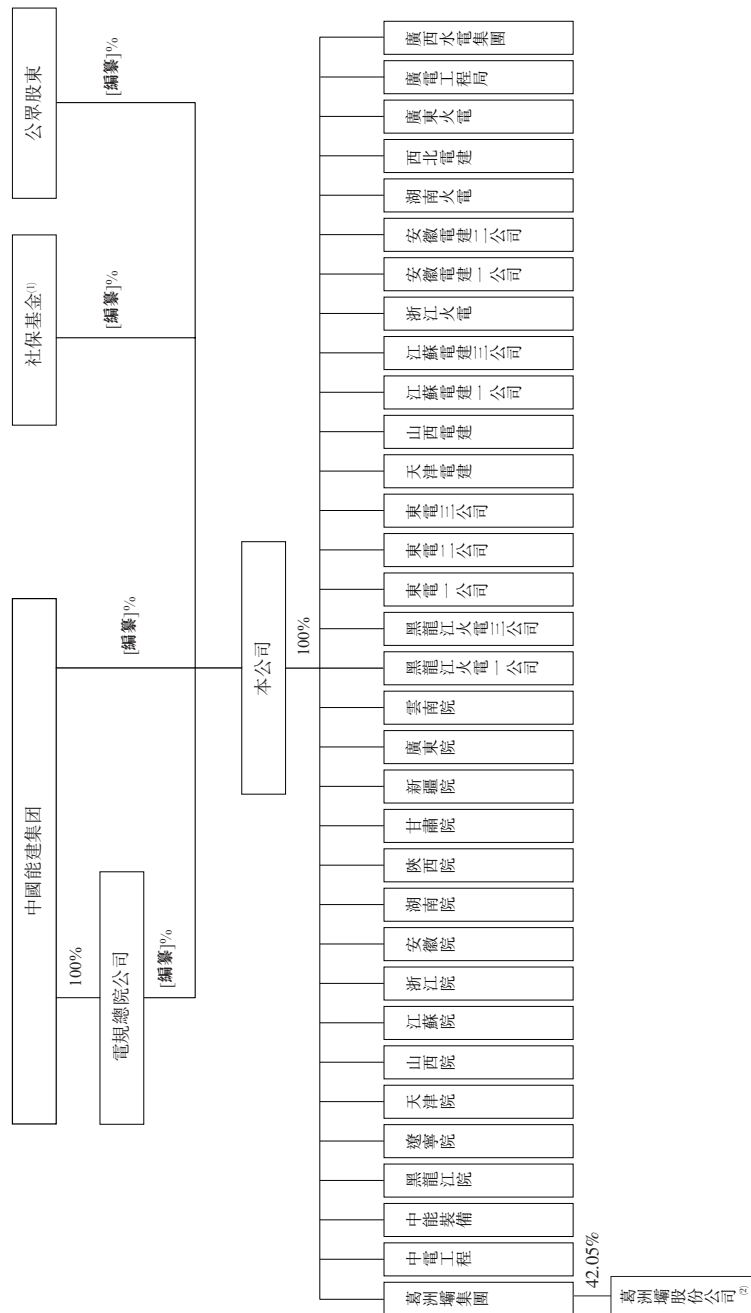 中國能建集团
社保基金(1)
公眾股東
100%
電規總院公司
[編纂]%
[編纂]%
[編纂]%
[編纂]%
本公司
100%
葛洲壩集團
中電工程
中能裝備
黑龍江院
遼寧院
天津院
山西院
江蘇院
浙江院
安徽院
湖南院
陝西院
甘肅院
新疆院
廣東院
雲南院
黑龍江火電一公司
黑龍江火電三公司
東電一公司
東電二公司
東電三公司
天津電建
山西電建
江蘇電建一公司
江蘇電建三公司
浙江火電
安徽電建一公司
安徽電建二公司
湖南火電
西北電建
廣東火電
廣電工程局
廣西水電集團
42.05%
葛洲壩股份公司(2)